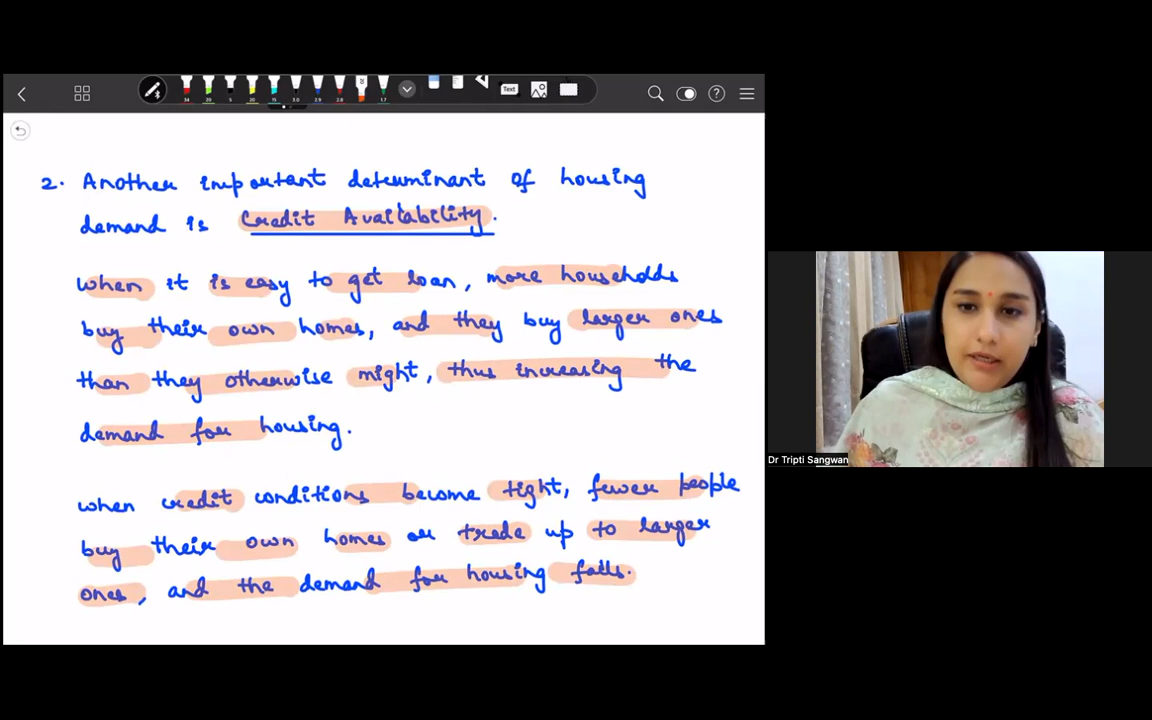 Text
2. Another important determinant of housing
demand is Credit Availability.
when it is easy to get loan, more households
buy their own homes, and they buy larger ones
than they otherwise might, thus increasing the
demand for housing.
when credit conditions become tight, fewer people
buy their own homes or trade up to larger
ones, and the demand for housing falls.
Dr Tripti Sangwan